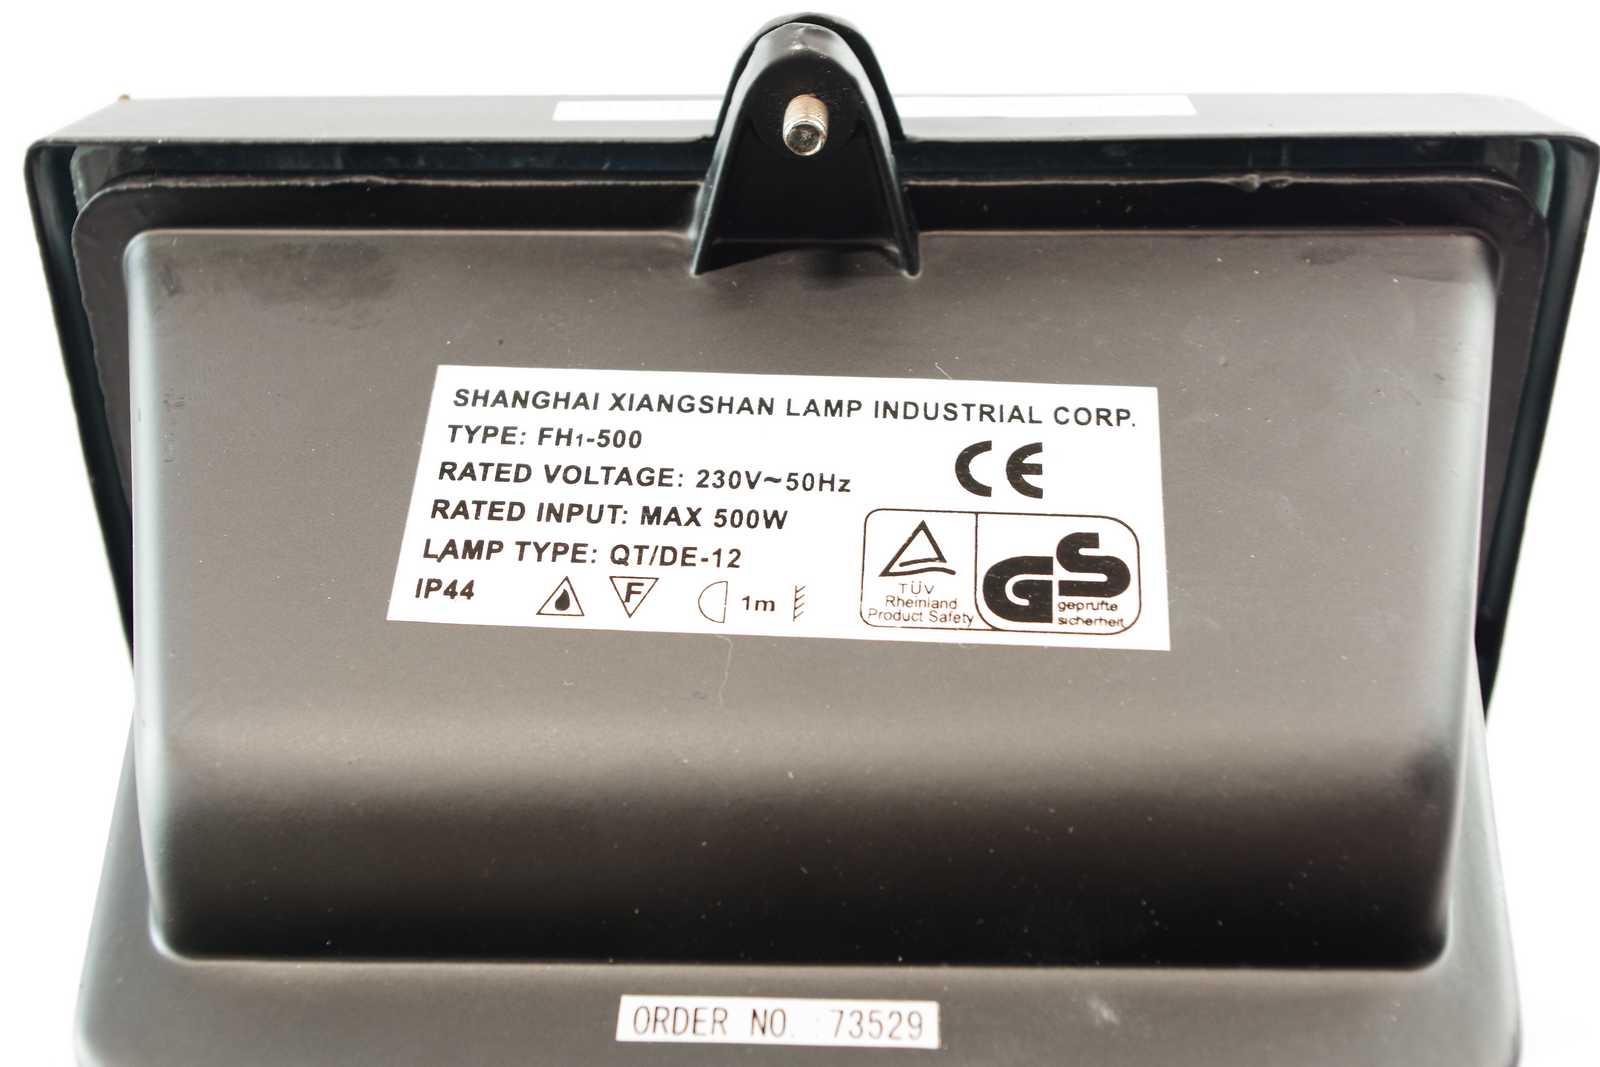 SHANGHAI XIANGSHAN LAMP INDUSTRIAL CORP.
TYPE: FH1-500
RATED VOLTAGE: 230V~50Hz
RATED INPUT: MAX 500W
LAMP TYPE: QT/DE-12
IP44
F
1m
CE
TÜV
Rheinland
Product Safety
GS
geprüfte
sicherheit
ORDER NO. :73529